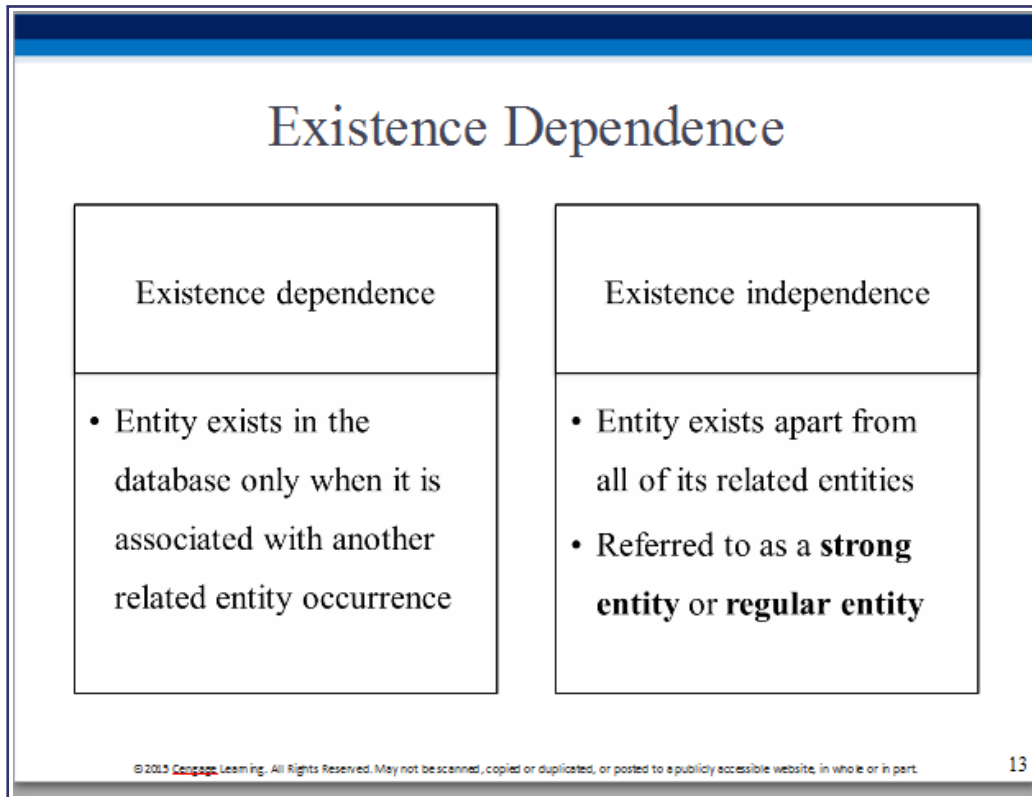 Existence Dependence
Existence dependence
• Entity exists in the
database only when it is
associated with another
related entity occurrence
Existence independence
• Entity exists apart from
all of its related entities
• Referred to as a strong
entity or regular entity
©2015 Cengage Learning. All Rights Reserved. May not be scanned, copied or duplicated, or posted to a publicly accessible website, in whole or in part.
13